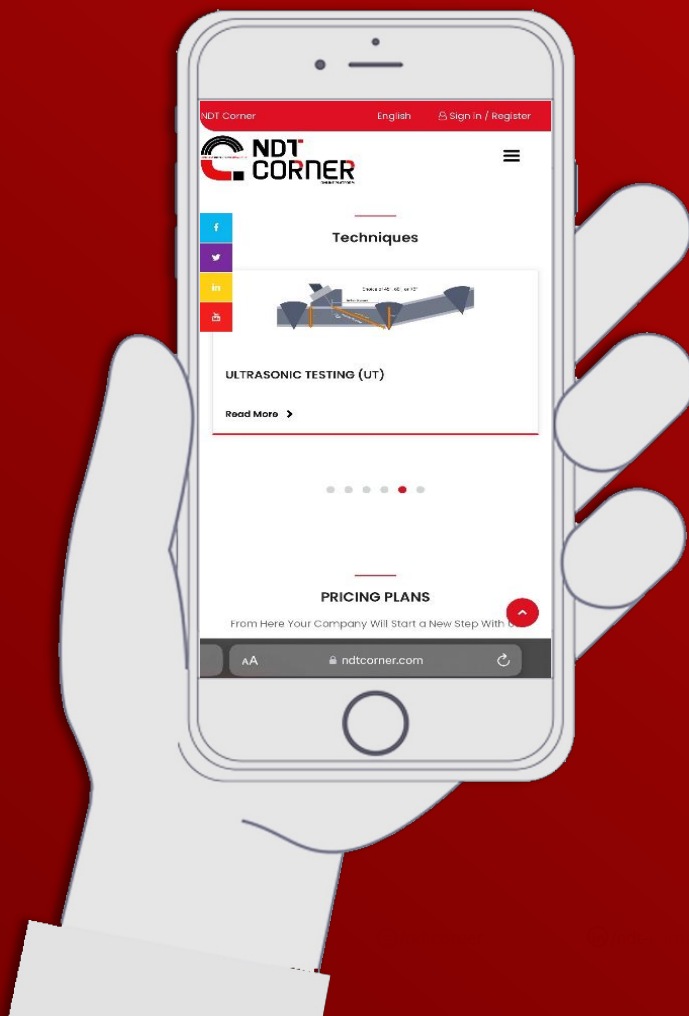 NDT Corner English Sign in / Register
NDT
CORNER
Techniques
ULTRASONIC TESTING (UT)
Read More
PRICING PLANS
From Here Your Company Will Start a New Step With
AA ndtcorner.com